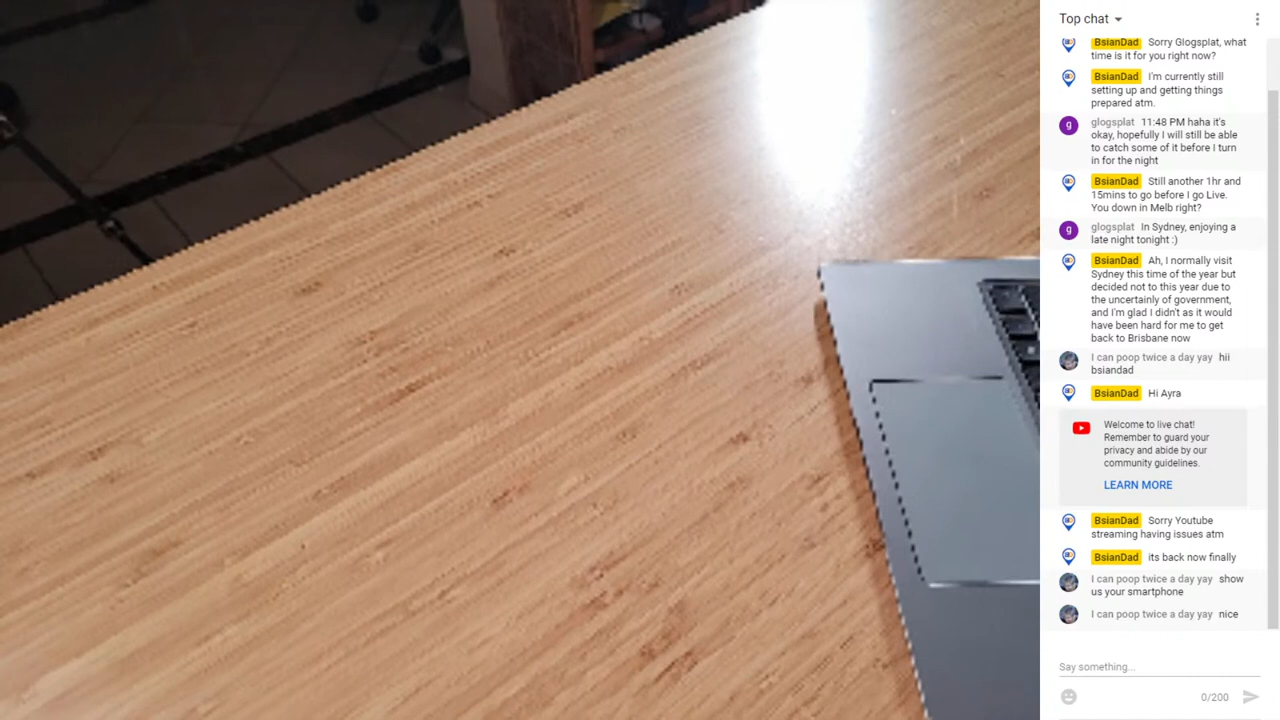 Top chat
BsianDad Sorry Glogsplat, what
time is it for you right now?
BsianDad I'm currently still
setting up and getting things
prepared atm.
g
glogsplat 11:48 PM haha it's
okay, hopefully I will still be able
to catch some of it before I turn
in for the night
BsianDad Still another 1hr and
15mins to go before I go Live.
You down in Melb right?
g
glogsplat In Sydney, enjoying a
late night tonight :)
BsianDad Ah, I normally visit
Sydney this time of the year but
decided not to this year due to
the uncertainly of government,
and I'm glad I didn't as it would
have been hard for me to get
back to Brisbane now
I can poop twice a day yay hii
bsiandad
BsianDad Hi Ayra
Welcome to live chat!
Remember to guard your
privacy and abide by our
community guidelines.
LEARN MORE
BsianDad Sorry Youtube
streaming having issues atm
BsianDad its back now finally
I can poop twice a day yay show
us your smartphone
I can poop twice a day yay nice
Say something...
0/200